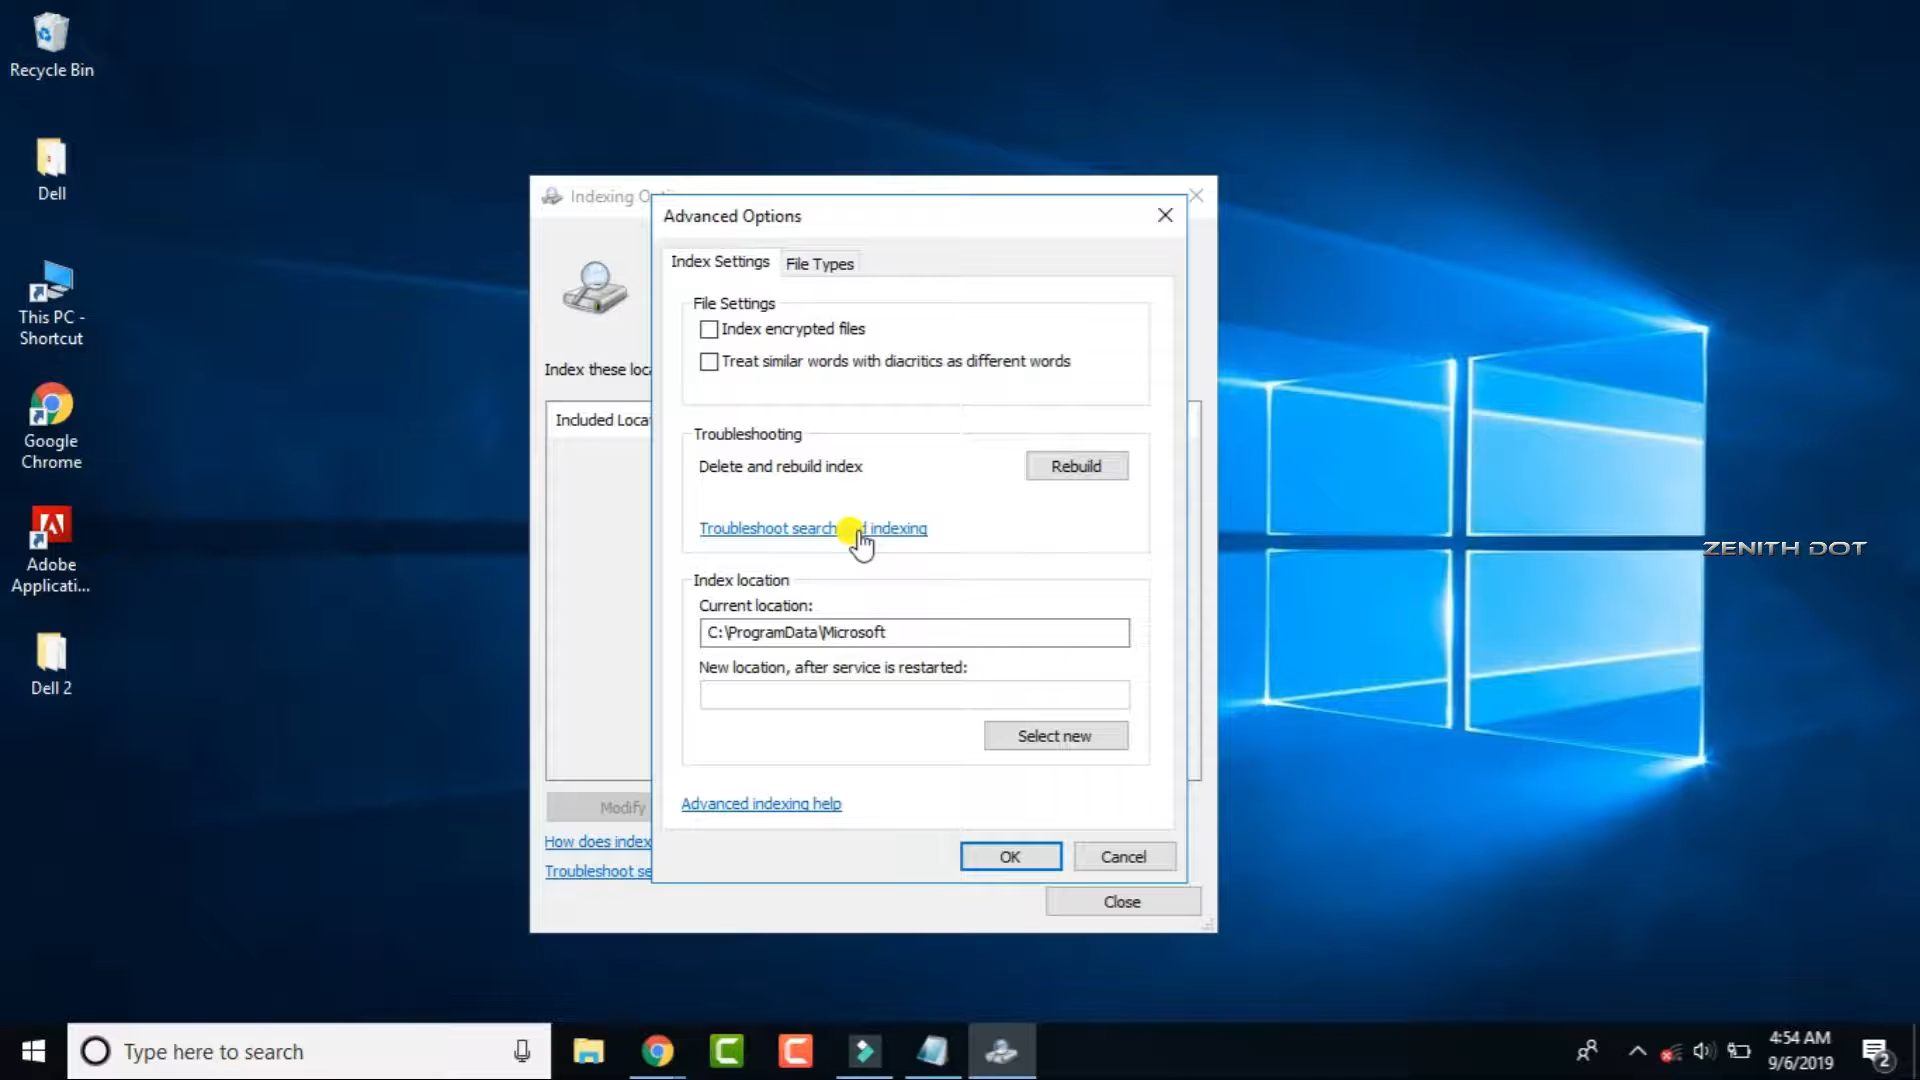 Recycle Bin
Dell
This PC -
Shortcut
Google
Chrome
Adobe
Applicati...
Dell 2
Indexing O
Index these loca
Included Loca
Modify
How does index
Troubleshoot se
Close
Advanced Options
Index Settings
File Types
File Settings
Index encrypted files
Treat similar words with diacritics as different words
Troubleshooting
Delete and rebuild index
Rebuild
Troubleshoot search and indexing
Index location
Current location:
C:\ProgramData\Microsoft
New location, after service is restarted:
Select new
Advanced indexing help
OK
Cancel
ZENITH DOT
Type here to search
4:54 AM
9/6/2019
2